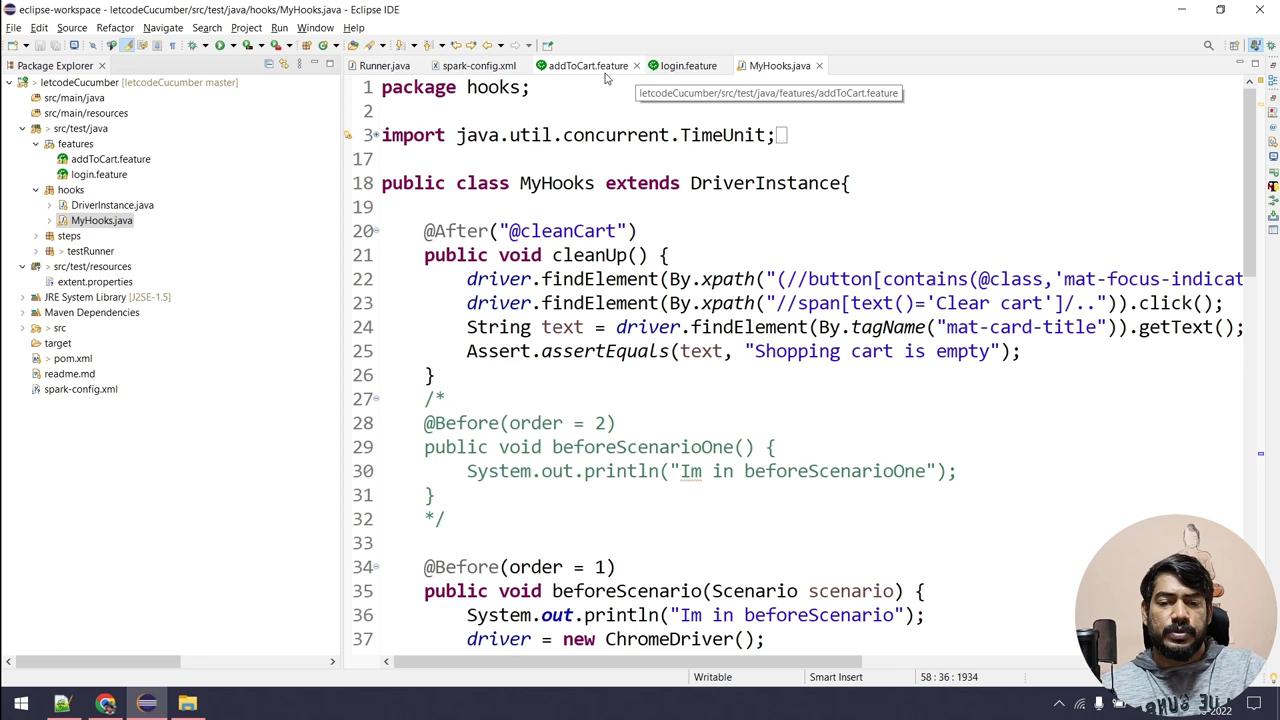 eclipse-workspace - letcodeCucumber/src/test/java/hooks/MyHooks.java - Eclipse IDE
File Edit Source Refactor Navigate Search Project Run Window Help
Package Explorer
Runner.java spark-config.xml addToCart.feature login.feature MyHooks.java
letcodeCucumber/src/test/java/features/addToCart.feature
letcodeCucumber (letcodeCucumber master)
src/main/java
src/main/resources
src/test/java
features
addToCart.feature
login.feature
hooks
DriverInstance.java
MyHooks.java
steps
testRunner
src/test/resources
extent.properties
JRE System Library [J2SE-1.5]
Maven Dependencies
src
target
pom.xml
readme.md
spark-config.xml
1 package hooks;
2
3 import java.util.concurrent.TimeUnit;
17
18 public class MyHooks extends DriverInstance{
19
20 @After("@cleanCart")
21 public void cleanUp() {
22 driver.findElement(By.xpath("(//button[contains(@class,'mat-focus-indicat
23 driver.findElement(By.xpath("//span[text()='Clear cart']/..")).click();
24 String text = driver.findElement(By.tagName("mat-card-title")).getText();
25 Assert.assertEquals(text, "Shopping cart is empty");
26 }
27 /*
28 @Before(order = 2)
29 public void beforeScenarioOne() {
30 System.out.println("Im in beforeScenarioOne");
31 }
32 */
33
34 @Before(order = 1)
35 public void beforeScenario(Scenario scenario) {
36 System.out.println("Im in beforeScenario");
37 driver = new ChromeDriver();
Writable Smart Insert 58 : 36 : 1934